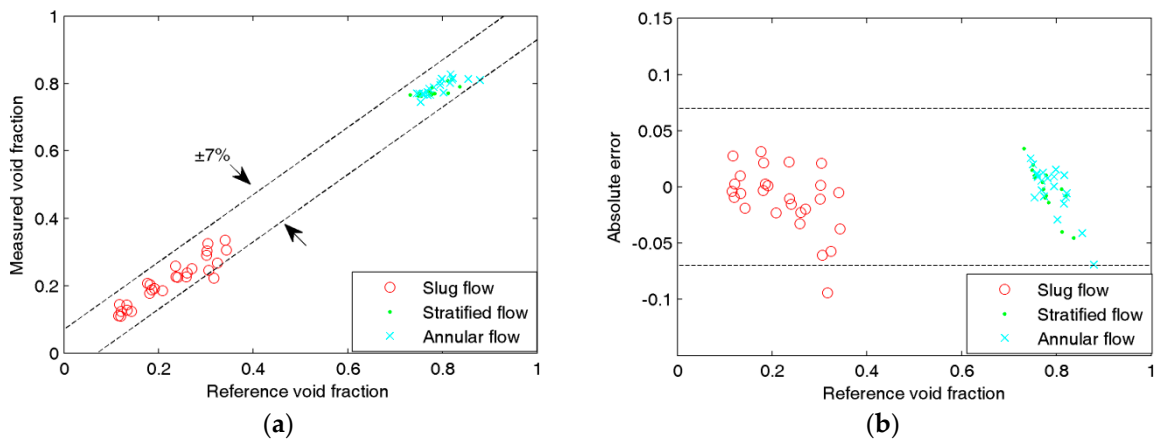 1
0.8
0.6
0.4
0.2
0
0 0.2 0.4 0.6 0.8 1
Measured void fraction
Reference void fraction
±7%
Slug flow
Stratified flow
Annular flow
(a)
0.15
0.1
0.05
0
-0.05
-0.1
0 0.2 0.4 0.6 0.8 1
Absolute error
Reference void fraction
Slug flow
Stratified flow
Annular flow
(b)